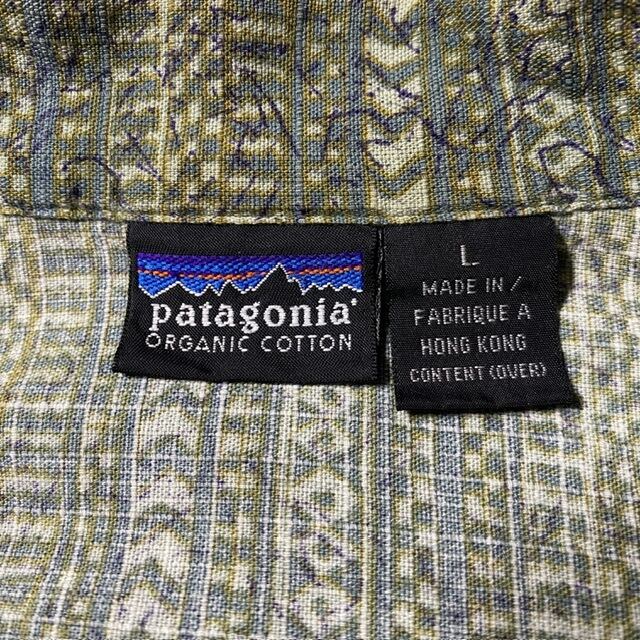 patagonia®
ORGANIC COTTON
L
MADE IN /
FABRIQUE A
HONG KONG
CONTENT (OVER)